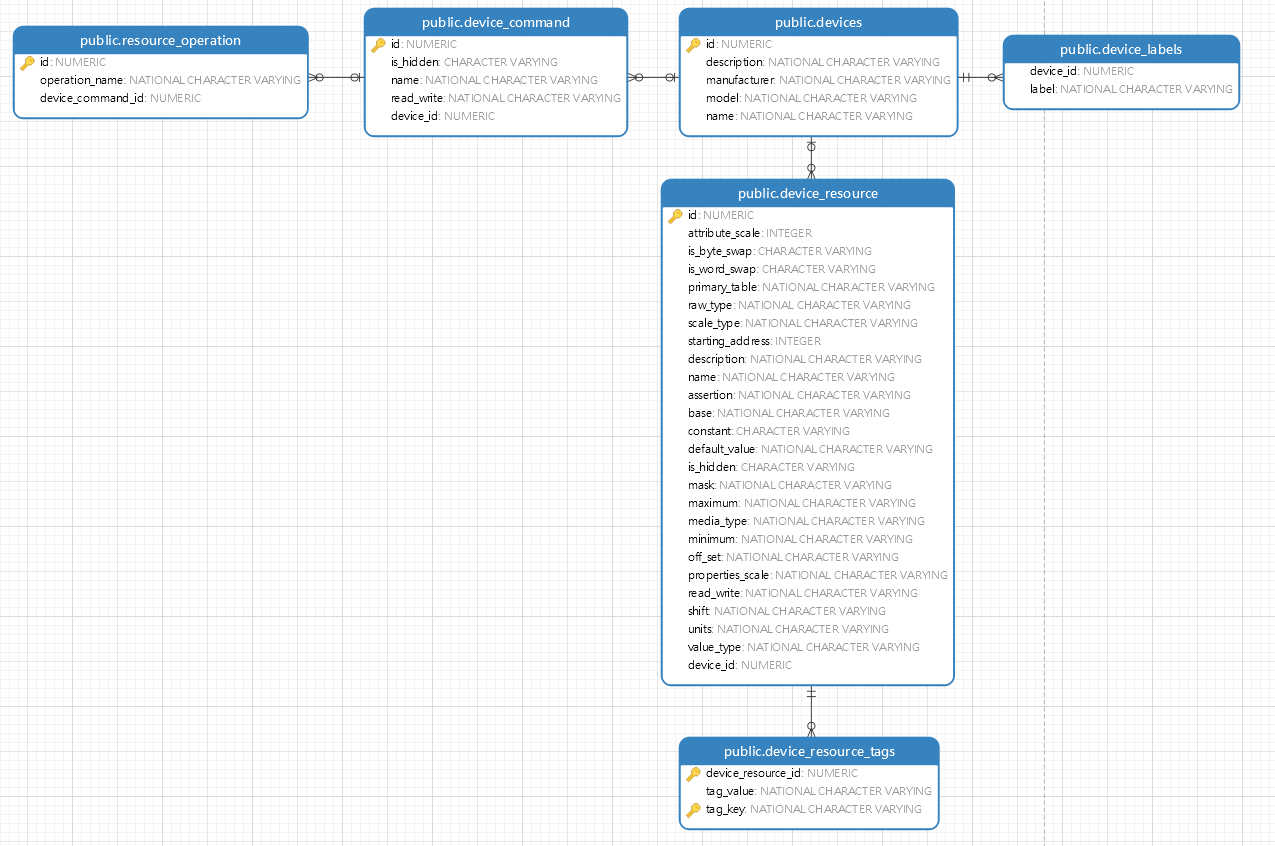 public.resource_operation
id: NUMERIC
operation_name: NATIONAL CHARACTER VARYING
device_command_id: NUMERIC
public.device_command
id: NUMERIC
is_hidden: CHARACTER VARYING
name: NATIONAL CHARACTER VARYING
read_write: NATIONAL CHARACTER VARYING
device_id: NUMERIC
public.devices
id: NUMERIC
description: NATIONAL CHARACTER VARYING
manufacturer: NATIONAL CHARACTER VARYING
model: NATIONAL CHARACTER VARYING
name: NATIONAL CHARACTER VARYING
public.device_labels
device_id: NUMERIC
label: NATIONAL CHARACTER VARYING
public.device_resource
id: NUMERIC
attribute_scale: INTEGER
is_byte_swap: CHARACTER VARYING
is_word_swap: CHARACTER VARYING
primary_table: NATIONAL CHARACTER VARYING
raw_type: NATIONAL CHARACTER VARYING
scale_type: NATIONAL CHARACTER VARYING
starting_address: INTEGER
description: NATIONAL CHARACTER VARYING
name: NATIONAL CHARACTER VARYING
assertion: NATIONAL CHARACTER VARYING
base: NATIONAL CHARACTER VARYING
constant: CHARACTER VARYING
default_value: NATIONAL CHARACTER VARYING
is_hidden: CHARACTER VARYING
mask: NATIONAL CHARACTER VARYING
maximum: NATIONAL CHARACTER VARYING
media_type: NATIONAL CHARACTER VARYING
minimum: NATIONAL CHARACTER VARYING
off_set: NATIONAL CHARACTER VARYING
properties_scale: NATIONAL CHARACTER VARYING
read_write: NATIONAL CHARACTER VARYING
shift: NATIONAL CHARACTER VARYING
units: NATIONAL CHARACTER VARYING
value_type: NATIONAL CHARACTER VARYING
device_id: NUMERIC
public.device_resource_tags
device_resource_id: NUMERIC
tag_value: NATIONAL CHARACTER VARYING
tag_key: NATIONAL CHARACTER VARYING